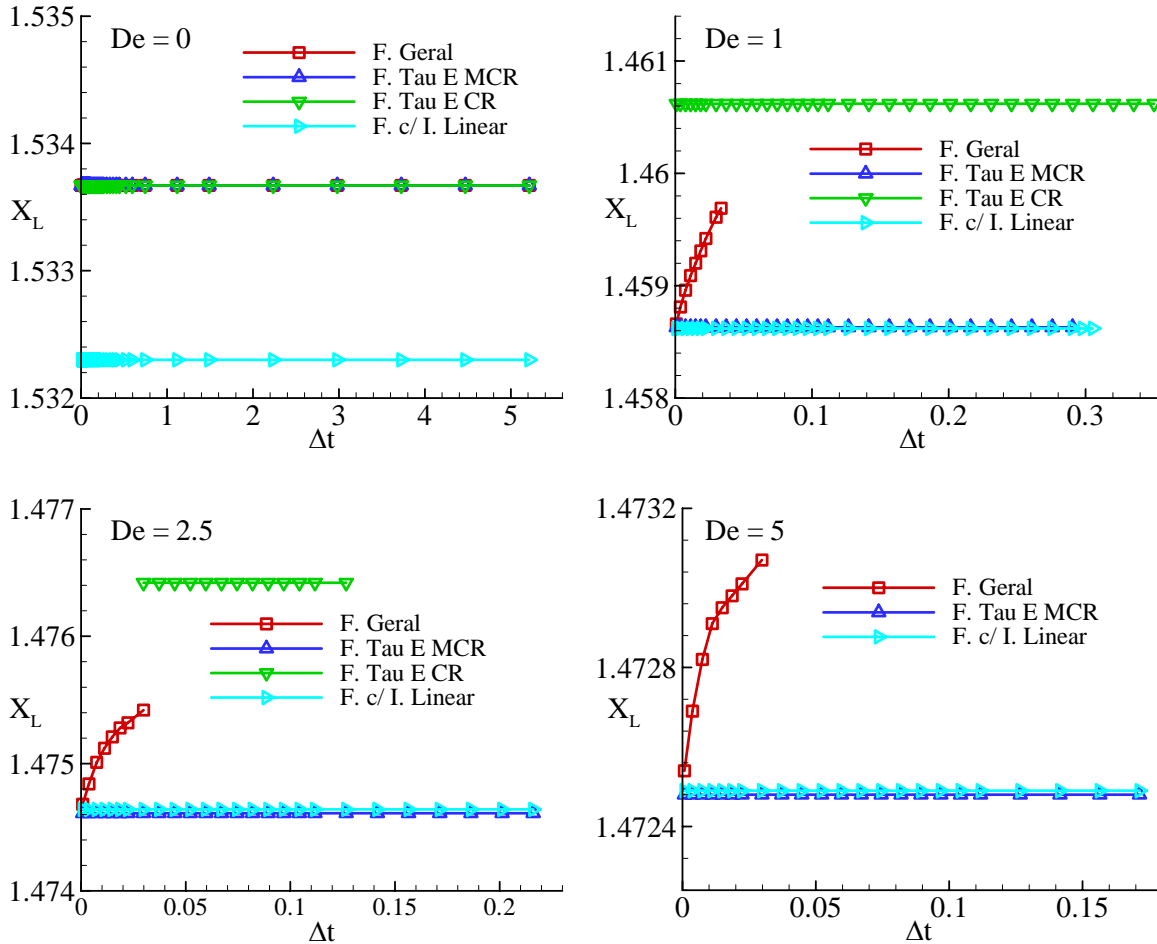 De = 0
F. Geral
F. Tau E MCR
F. Tau E CR
F. c/ I. Linear
1.535
1.534
1.533
1.532
X_L
0 1 2 3 4 5
Δt
De = 1
F. Geral
F. Tau E MCR
F. Tau E CR
F. c/ I. Linear
1.461
1.46
1.459
1.458
X_L
0 0.1 0.2 0.3
Δt
De = 2.5
F. Geral
F. Tau E MCR
F. Tau E CR
F. c/ I. Linear
1.477
1.476
1.475
1.474
X_L
0 0.05 0.1 0.15 0.2
Δt
De = 5
F. Geral
F. Tau E MCR
F. c/ I. Linear
1.4732
1.4728
1.4724
X_L
0 0.05 0.1 0.15
Δt